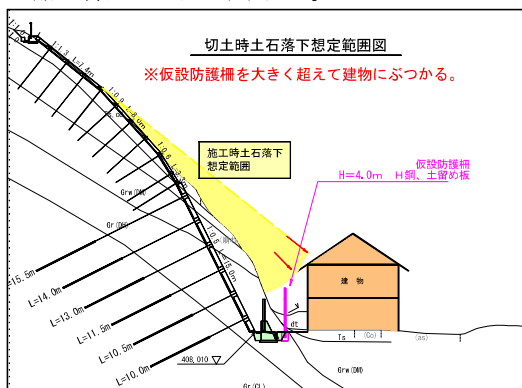 切土時土石落下想定範囲図
※仮設防護柵を大きく超えて建物にぶつかる。
施工時土石落下
想定範囲
仮設防護柵
H=4.0m H鋼、土留め板
建 物
Grw(DM)
Gr(DH)
L=15.5m
L=14.0m
L=13.0m
L=11.5m
L=10.5m
L=10.0m
408.010
dt
Ts
(Co)
(as)
Grw(DM)
Gr(CL)